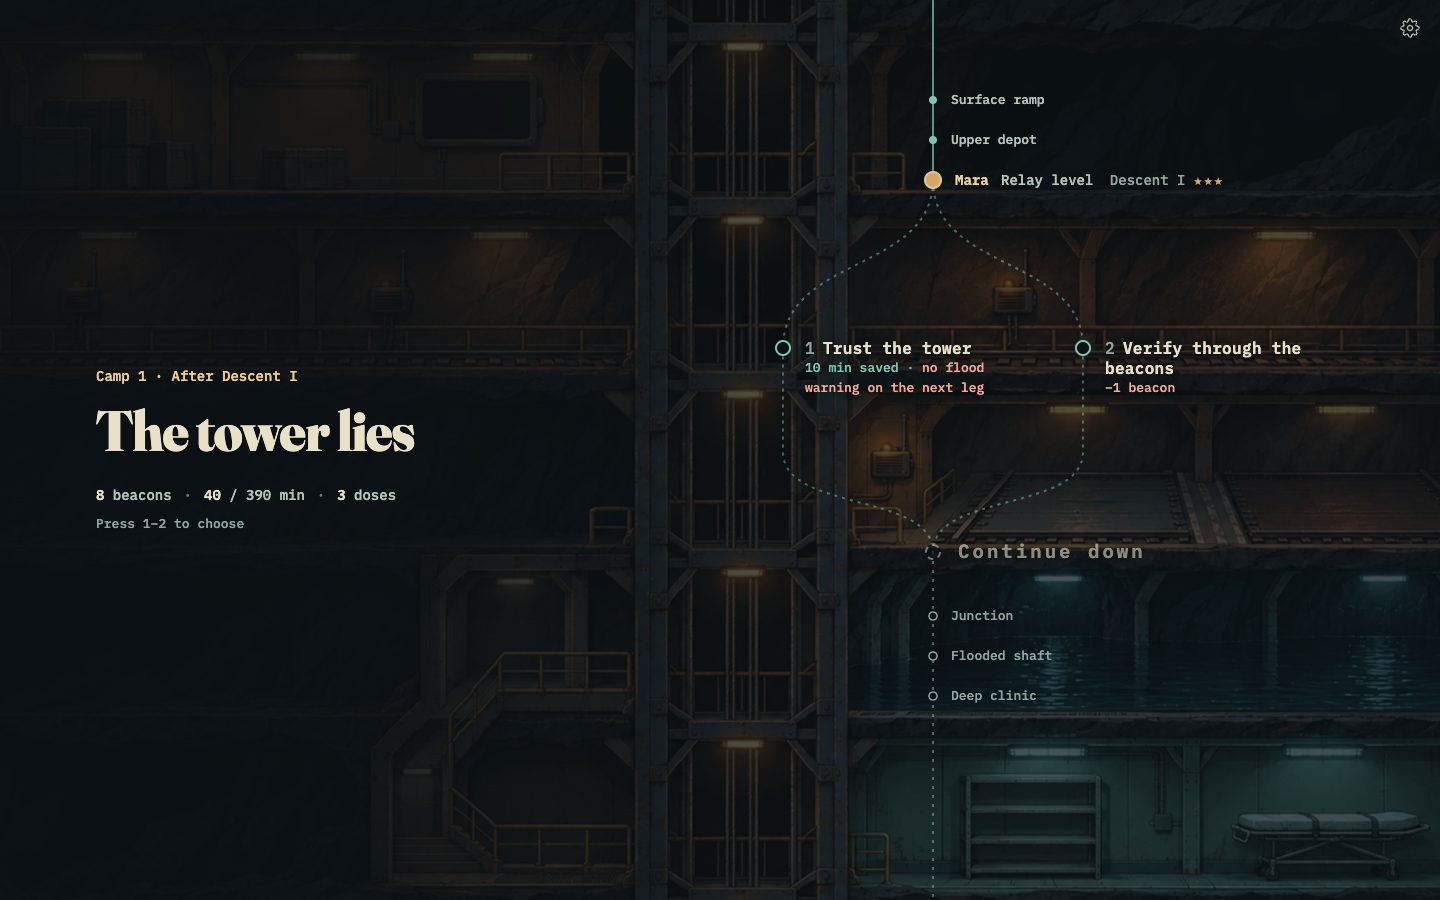 Surface ramp
Upper depot
Mara Relay level Descent I ★★★
1 Trust the tower
10 min saved · no flood
warning on the next leg
2 Verify through the
beacons
−1 beacon
Camp 1 · After Descent I
The tower lies
8 beacons · 40 / 390 min · 3 doses
Press 1–2 to choose
Continue down
Junction
Flooded shaft
Deep clinic